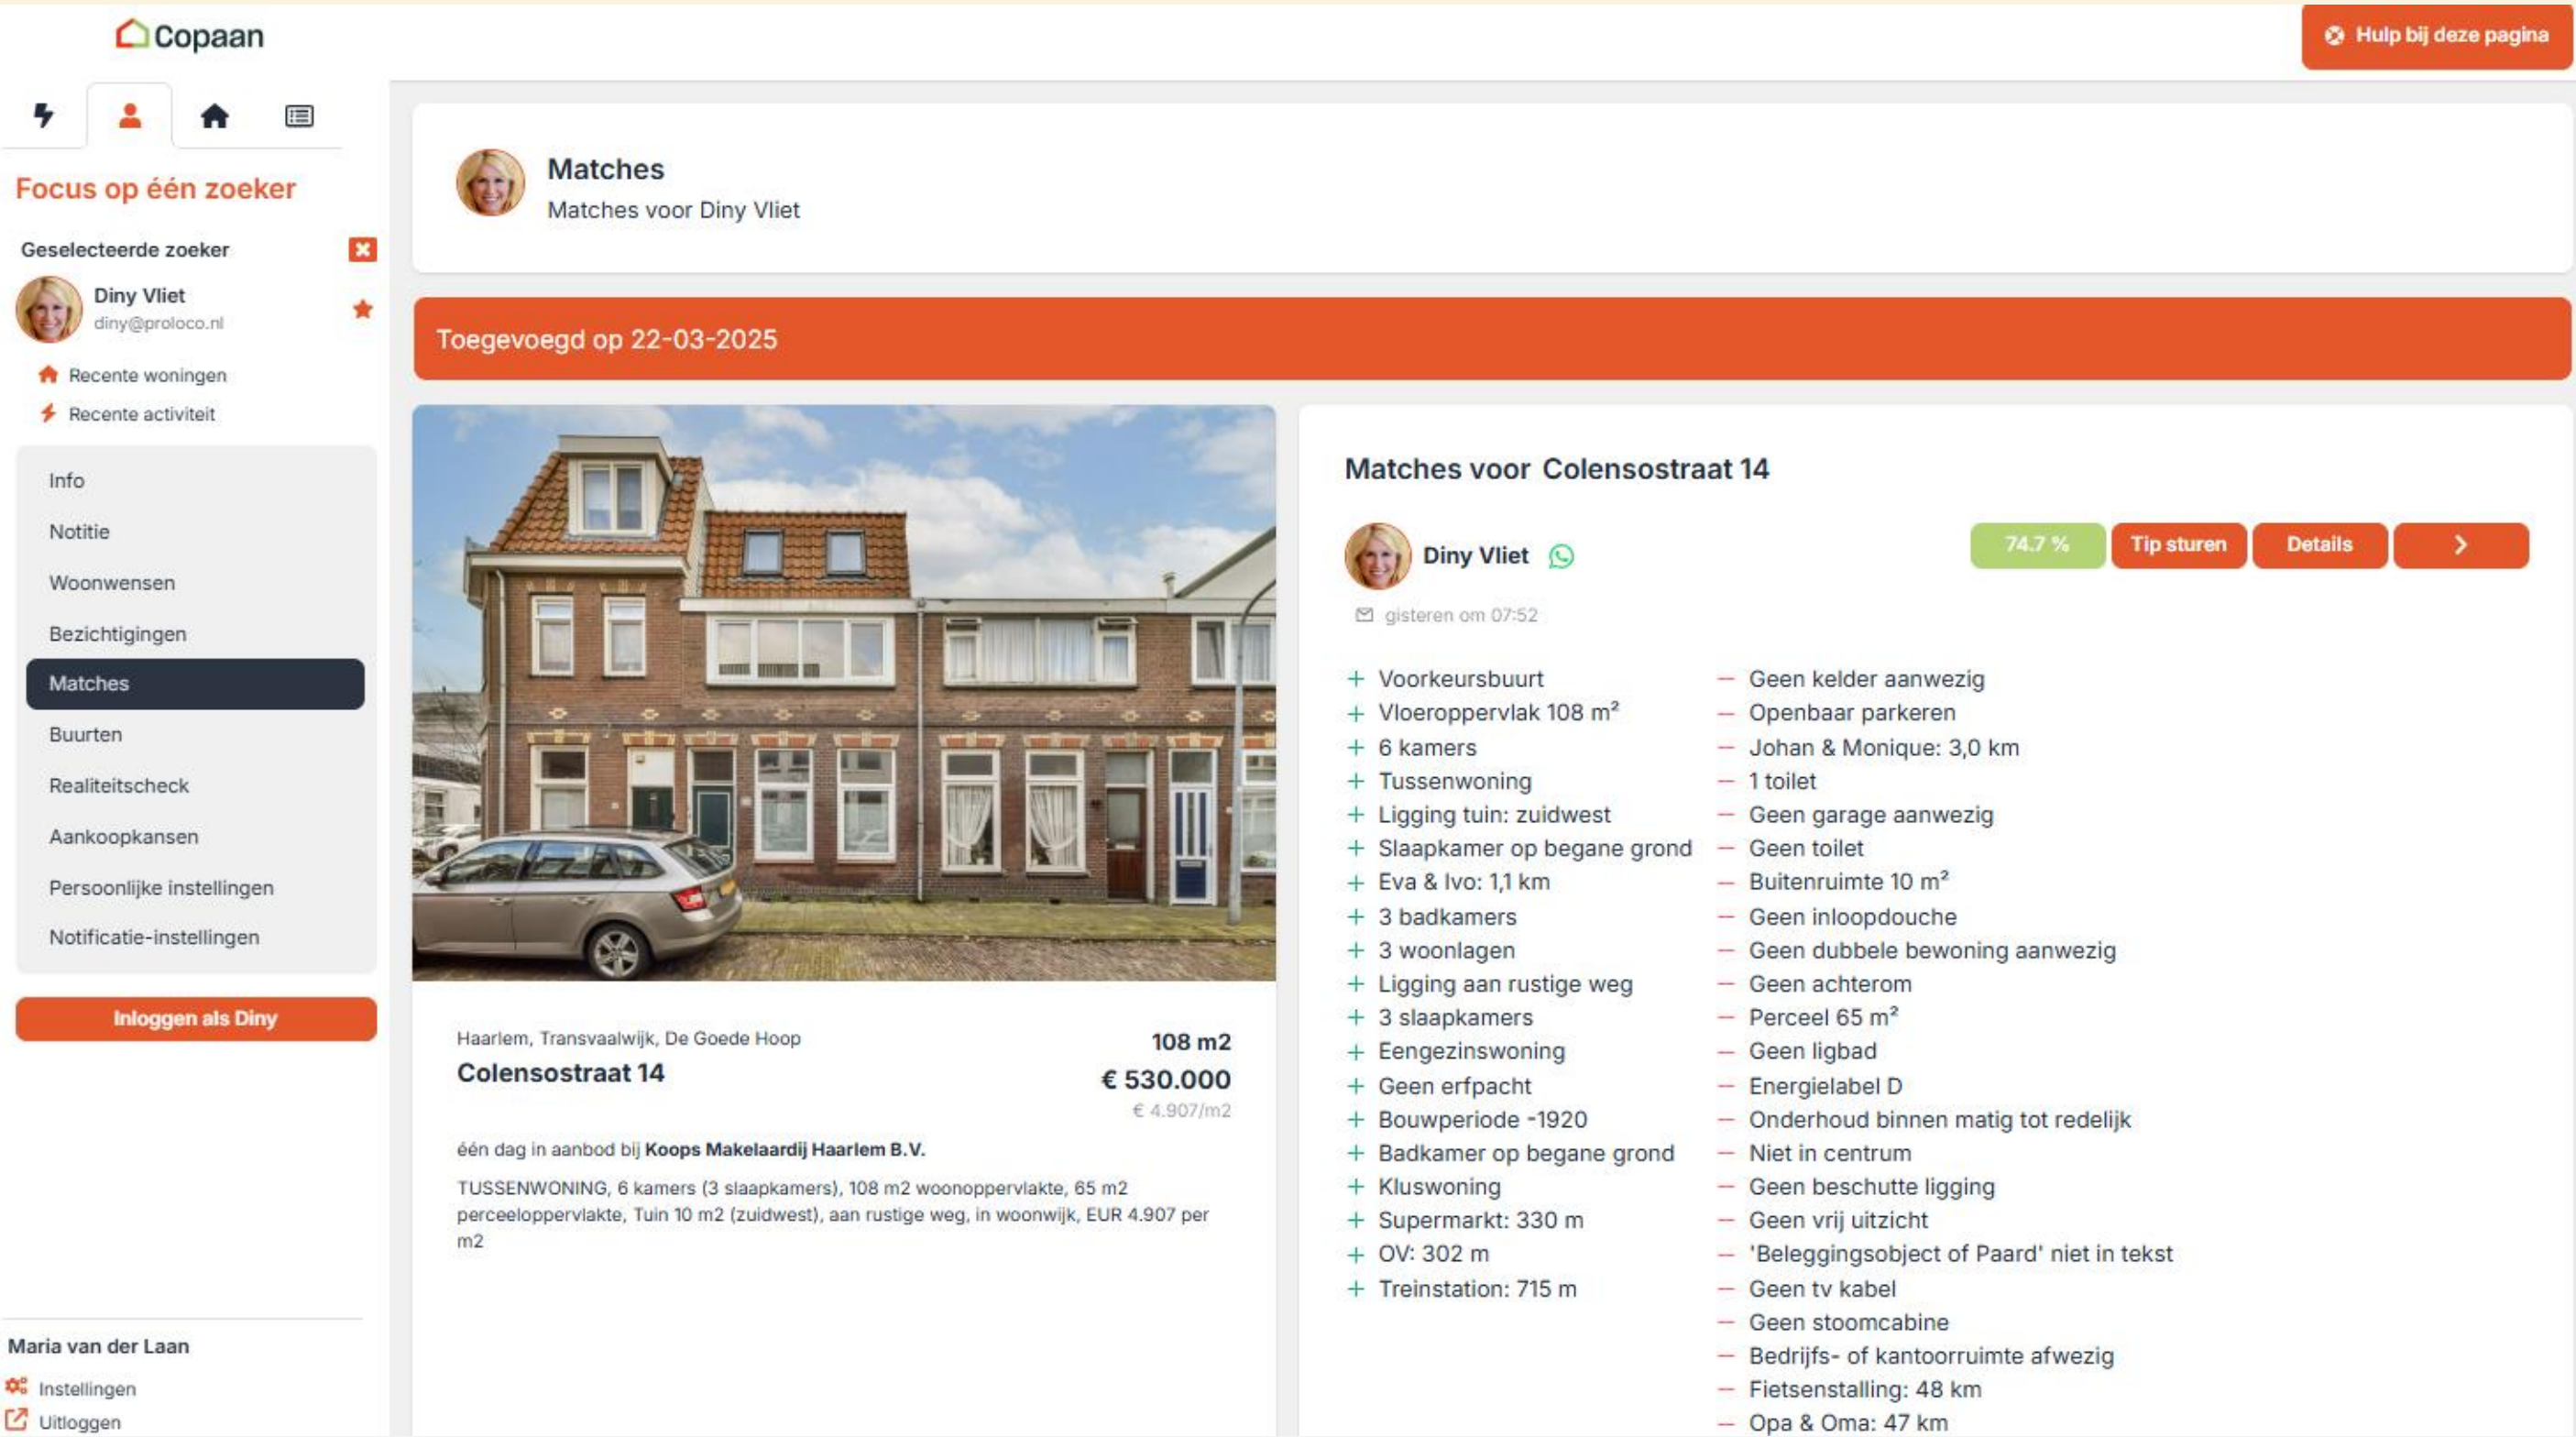 Copaan
Hulp bij deze pagina
Focus op één zoeker
Geselecteerde zoeker
Diny Vliet
diny@proloco.nl
Recente woningen
Recente activiteit
Info
Notitie
Woonwensen
Bezichtigingen
Matches
Buurten
Realiteitscheck
Aankoopkansen
Persoonlijke instellingen
Notificatie-instellingen
Inloggen als Diny
Maria van der Laan
Instellingen
Uitloggen
Matches
Matches voor Diny Vliet
Toegevoegd op 22-03-2025
Haarlem, Transvaalwijk, De Goede Hoop
Colensostraat 14
108 m2
€ 530.000
€ 4.907/m2
één dag in aanbod bij Koops Makelaardij Haarlem B.V.
TUSSENWONING, 6 kamers (3 slaapkamers), 108 m2 woonoppervlakte, 65 m2
perceeloppervlakte, Tuin 10 m2 (zuidwest), aan rustige weg, in woonwijk, EUR 4.907 per
m2
Matches voor Colensostraat 14
Diny Vliet
74.7 %
Tip sturen
Details
gisteren om 07:52
+ Voorkeursbuurt
+ Vloeroppervlak 108 m²
+ 6 kamers
+ Tussenwoning
+ Ligging tuin: zuidwest
+ Slaapkamer op begane grond
+ Eva & Ivo: 1,1 km
+ 3 badkamers
+ 3 woonlagen
+ Ligging aan rustige weg
+ 3 slaapkamers
+ Eengezinswoning
+ Geen erfpacht
+ Bouwperiode -1920
+ Badkamer op begane grond
+ Kluswoning
+ Supermarkt: 330 m
+ OV: 302 m
+ Treinstation: 715 m
— Geen kelder aanwezig
— Openbaar parkeren
— Johan & Monique: 3,0 km
— 1 toilet
— Geen garage aanwezig
— Geen toilet
— Buitenruimte 10 m²
— Geen inloopdouche
— Geen dubbele bewoning aanwezig
— Geen achterom
— Perceel 65 m²
— Geen ligbad
— Energielabel D
— Onderhoud binnen matig tot redelijk
— Niet in centrum
— Geen beschutte ligging
— Geen vrij uitzicht
— 'Beleggingsobject of Paard' niet in tekst
— Geen tv kabel
— Geen stoomcabine
— Bedrijfs- of kantoorruimte afwezig
— Fietsenstalling: 48 km
— Opa & Oma: 47 km